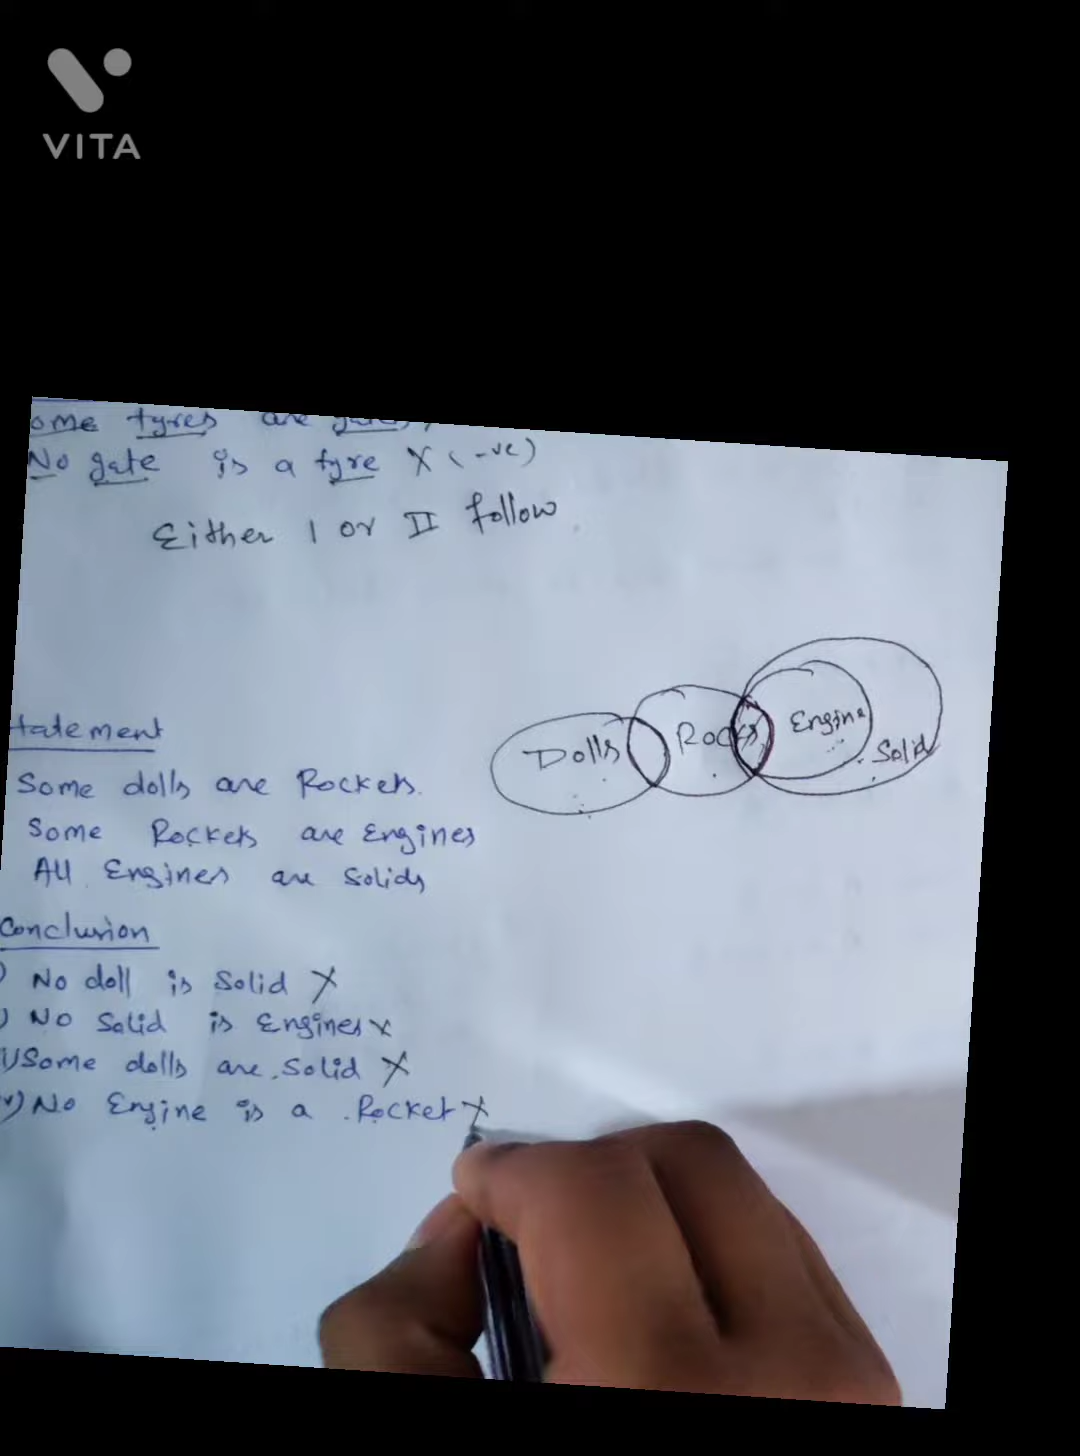 VITA
ome tyres are
No gate is a tyre X (-ve)
Either I or II follow
tatement
Some dolls are Rockets.
Some Rockets are Engines
All Engines are Solids
Dolls
Rocks
Engine
Solid
Conclusion
) No doll is Solid X
) No Solid is Engines x
i) Some dolls are Solid X
v) No Engine is a Rocket X